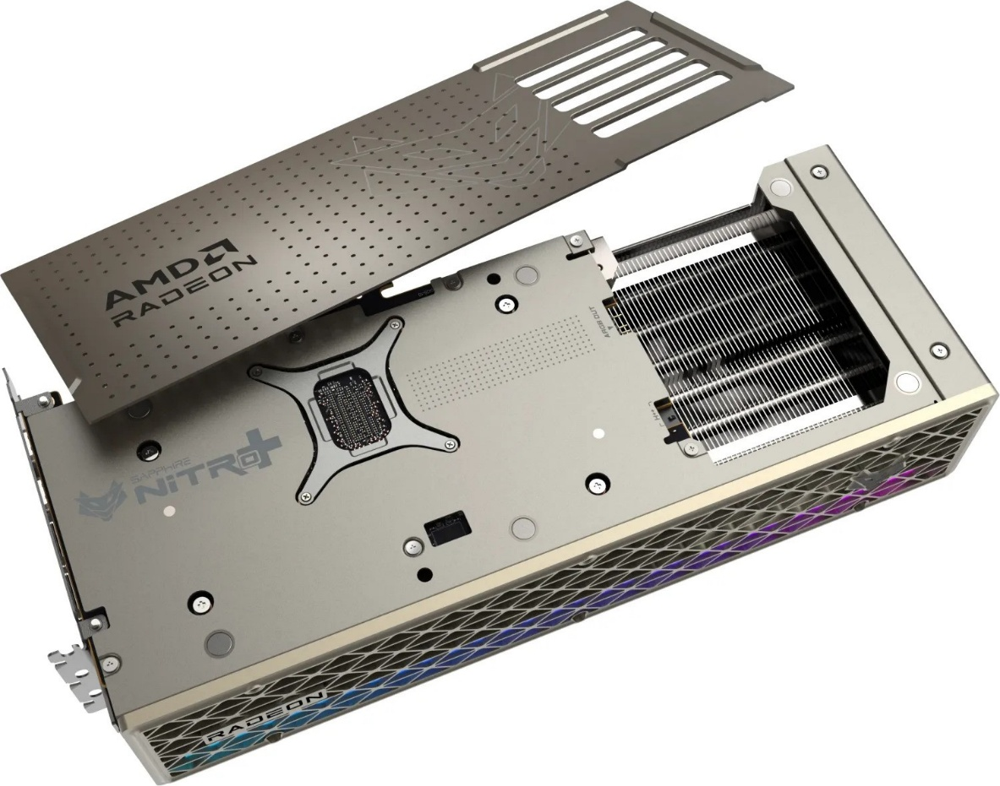 AMD
RADEON
ARGB OUT
SAPPHIRE
NITRO+
RADEON